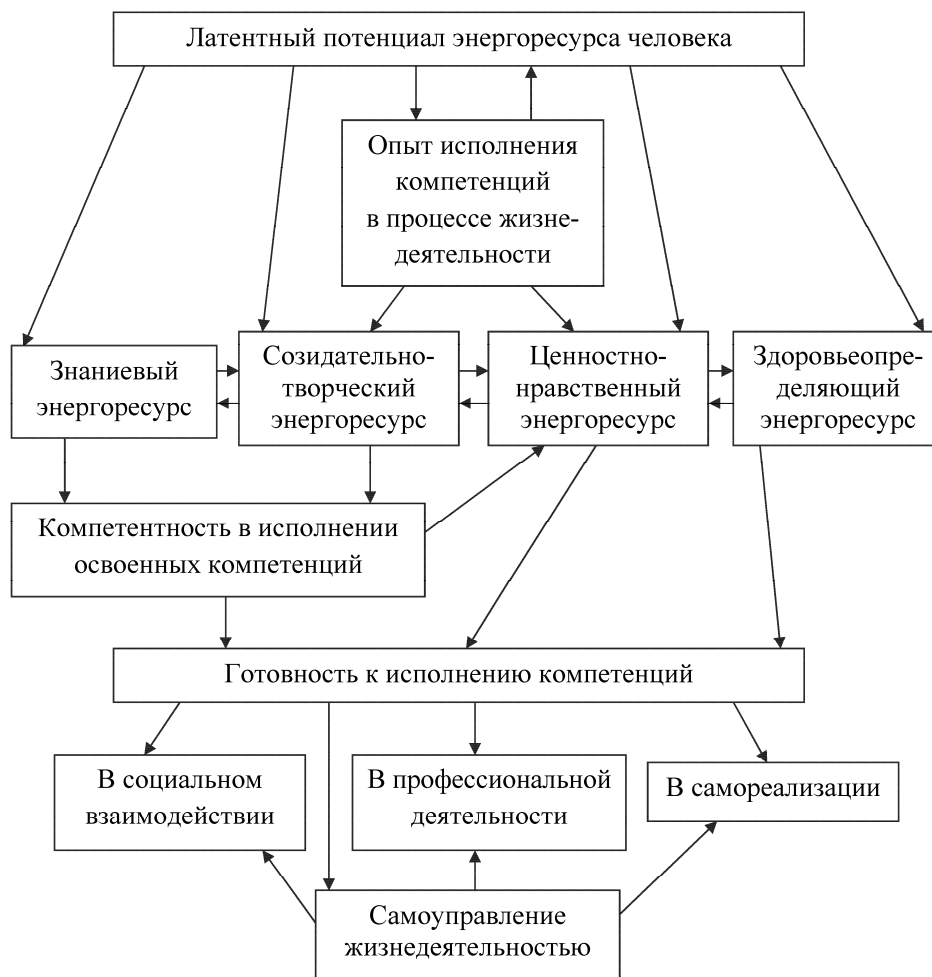 Латентный потенциал энергоресурса человека
Опыт исполнения
компетенций
в процессе жизне-
деятельности
Знаниевый
энергоресурс
Созидательно-
творческий
энергоресурс
Ценностно-
нравственный
энергоресурс
Здоровьеопре-
деляющий
энергоресурс
Компетентность в исполнении
освоенных компетенций
Готовность к исполнению компетенций
В социальном
взаимодействии
В профессиональной
деятельности
В самореализации
Самоуправление
жизнедеятельностью